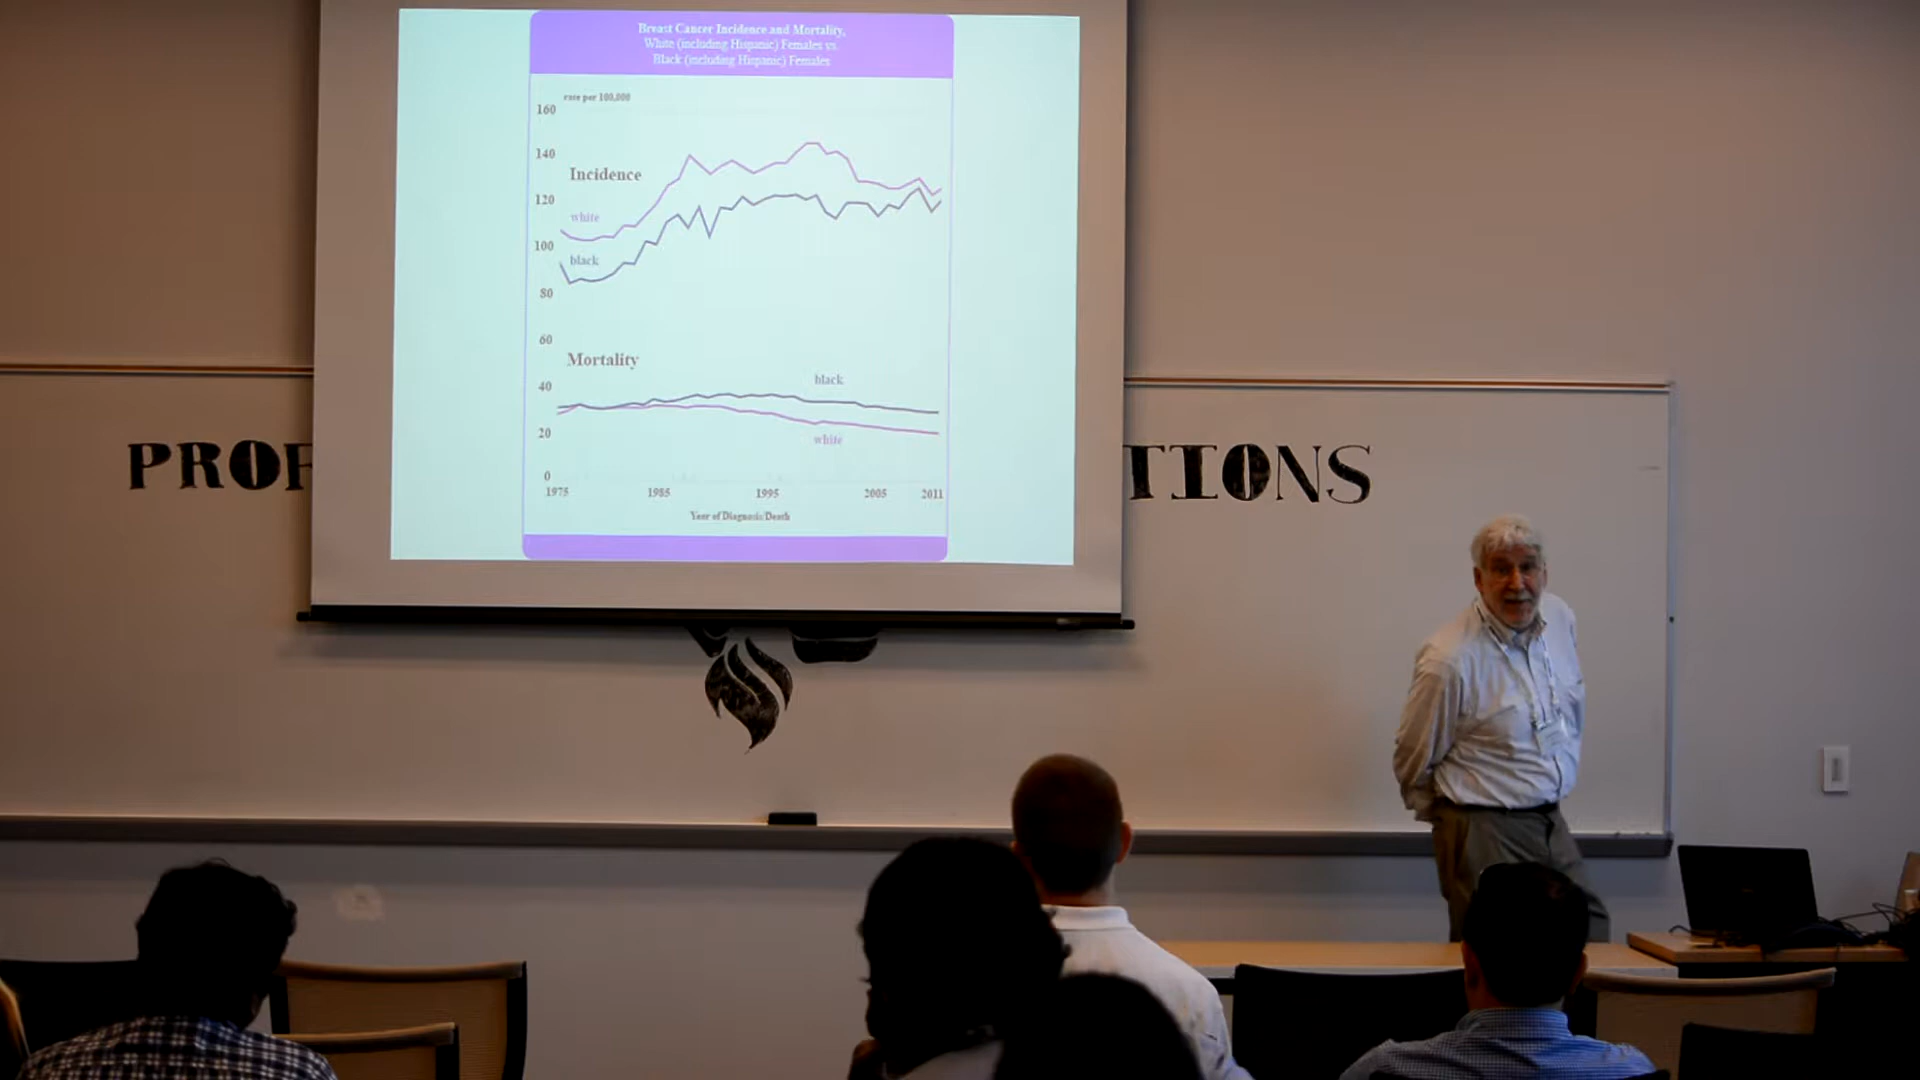 Breast Cancer Incidence and Mortality,
White (including Hispanic) Females vs.
Black (including Hispanic) Females
rate per 100,000
160
140
Incidence
120
white
100
black
80
60
Mortality
40
black
20
white
0
1975 1985 1995 2005 2011
Year of Diagnosis/Death
PROF
TIONS